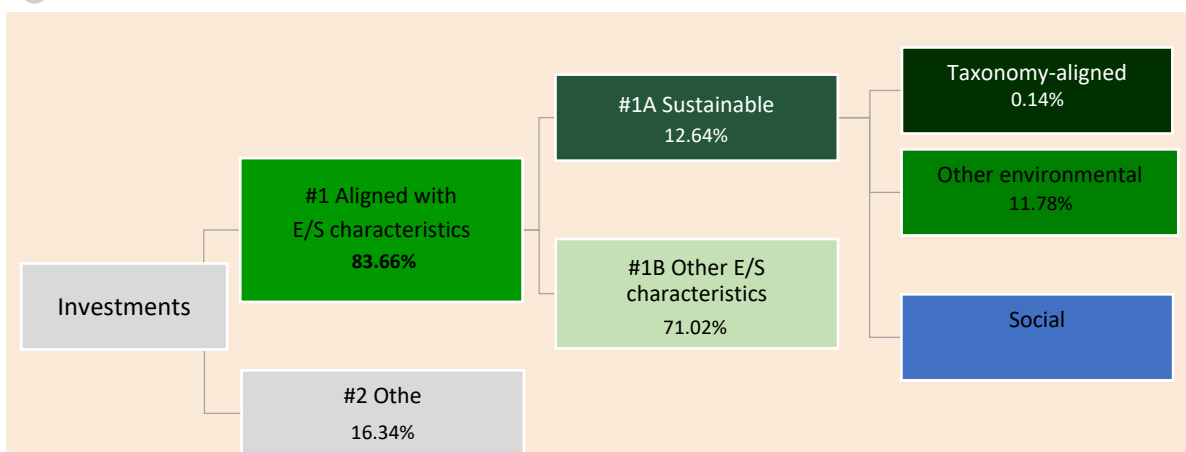 Investments
#1 Aligned with
E/S characteristics
83.66%
#2 Othe
16.34%
#1A Sustainable
12.64%
#1B Other E/S
characteristics
71.02%
Taxonomy-aligned
0.14%
Other environmental
11.78%
Social